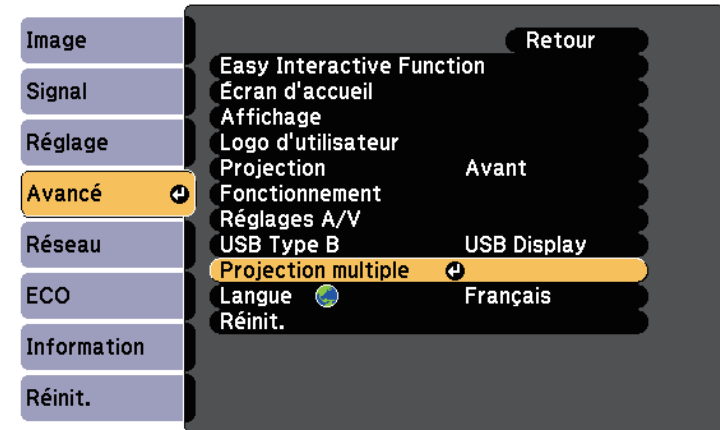 Image
Signal
Réglage
Avancé
Réseau
ECO
Information
Réinit.
Retour
Easy Interactive Function
Écran d'accueil
Affichage
Logo d'utilisateur
Projection Avant
Fonctionnement
Réglages A/V
USB Type B USB Display
Projection multiple
Langue Français
Réinit.